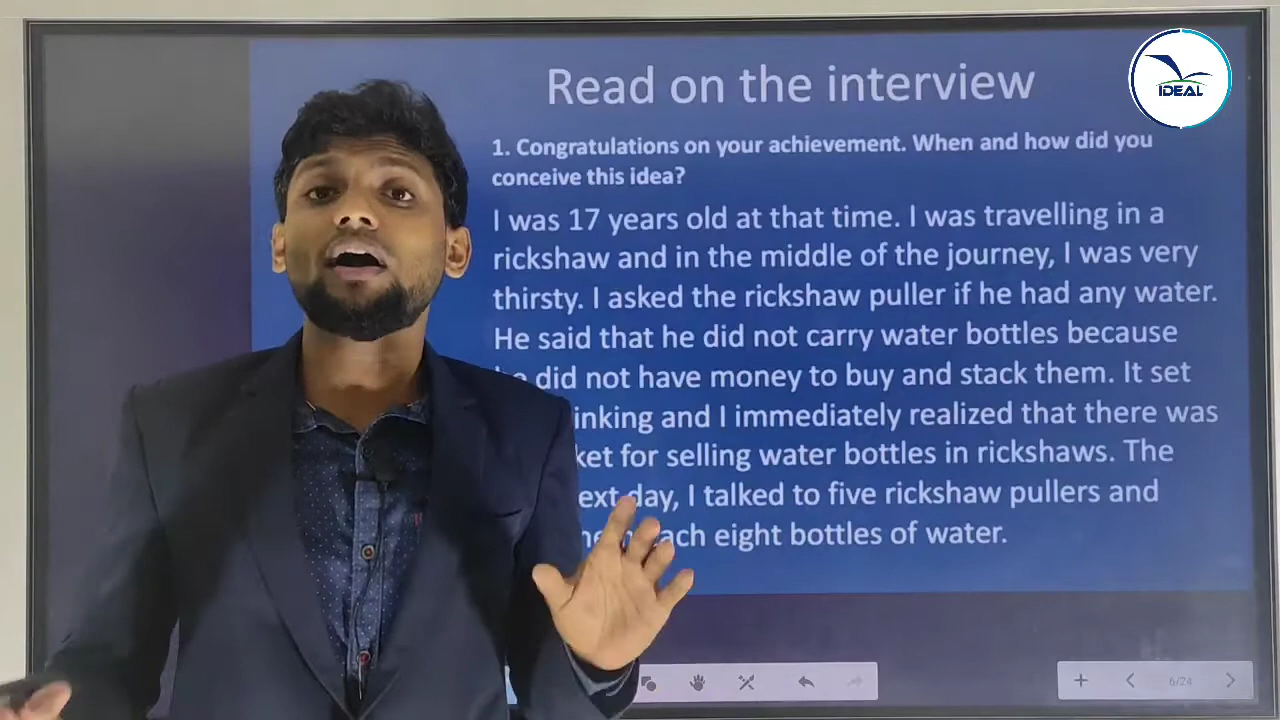 Read on the interview
IDEAL
1. Congratulations on your achievement. When and how did you
conceive this idea?
I was 17 years old at that time. I was travelling in a
rickshaw and in the middle of the journey, I was very
thirsty. I asked the rickshaw puller if he had any water.
He said that he did not carry water bottles because
did not have money to buy and stack them. It set
inking and I immediately realized that there was
ket for selling water bottles in rickshaws. The
ext day, I talked to five rickshaw pullers and
ach eight bottles of water.
6/24